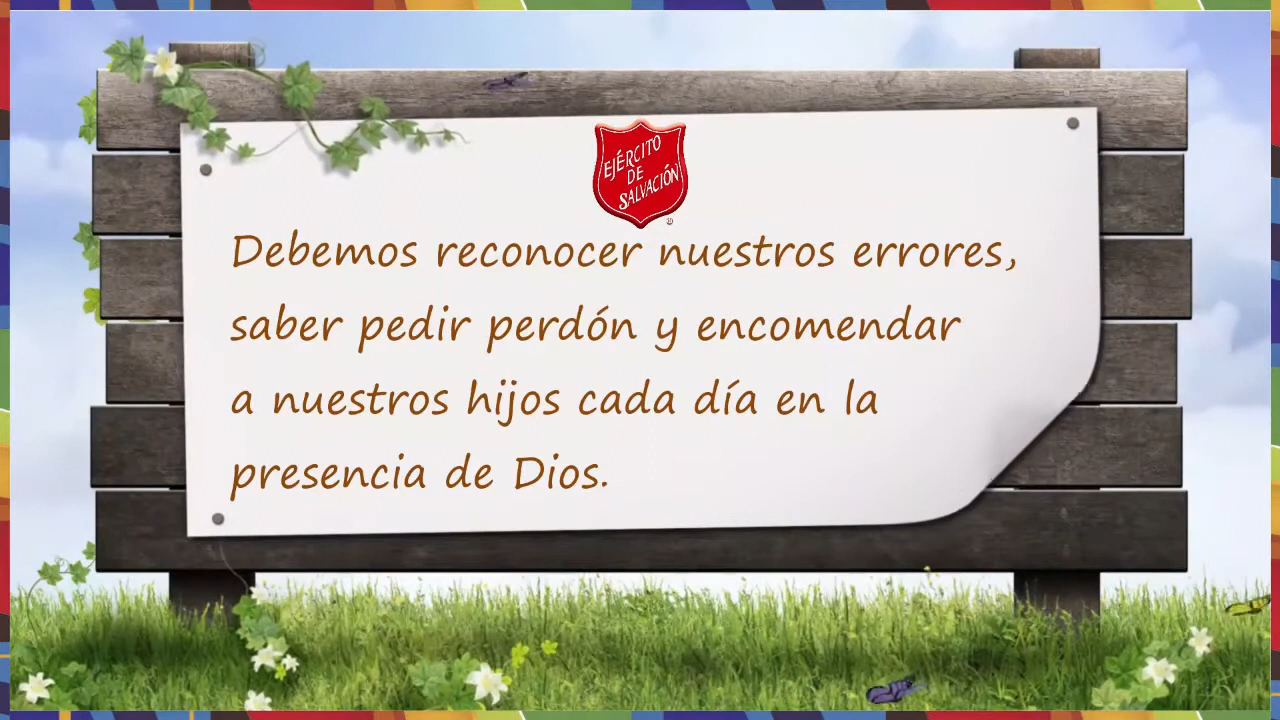 EJÉRCITO
DE
SALVACIÓN
Debemos reconocer nuestros errores,
saber pedir perdón y encomendar
a nuestros hijos cada día en la
presencia de Dios.